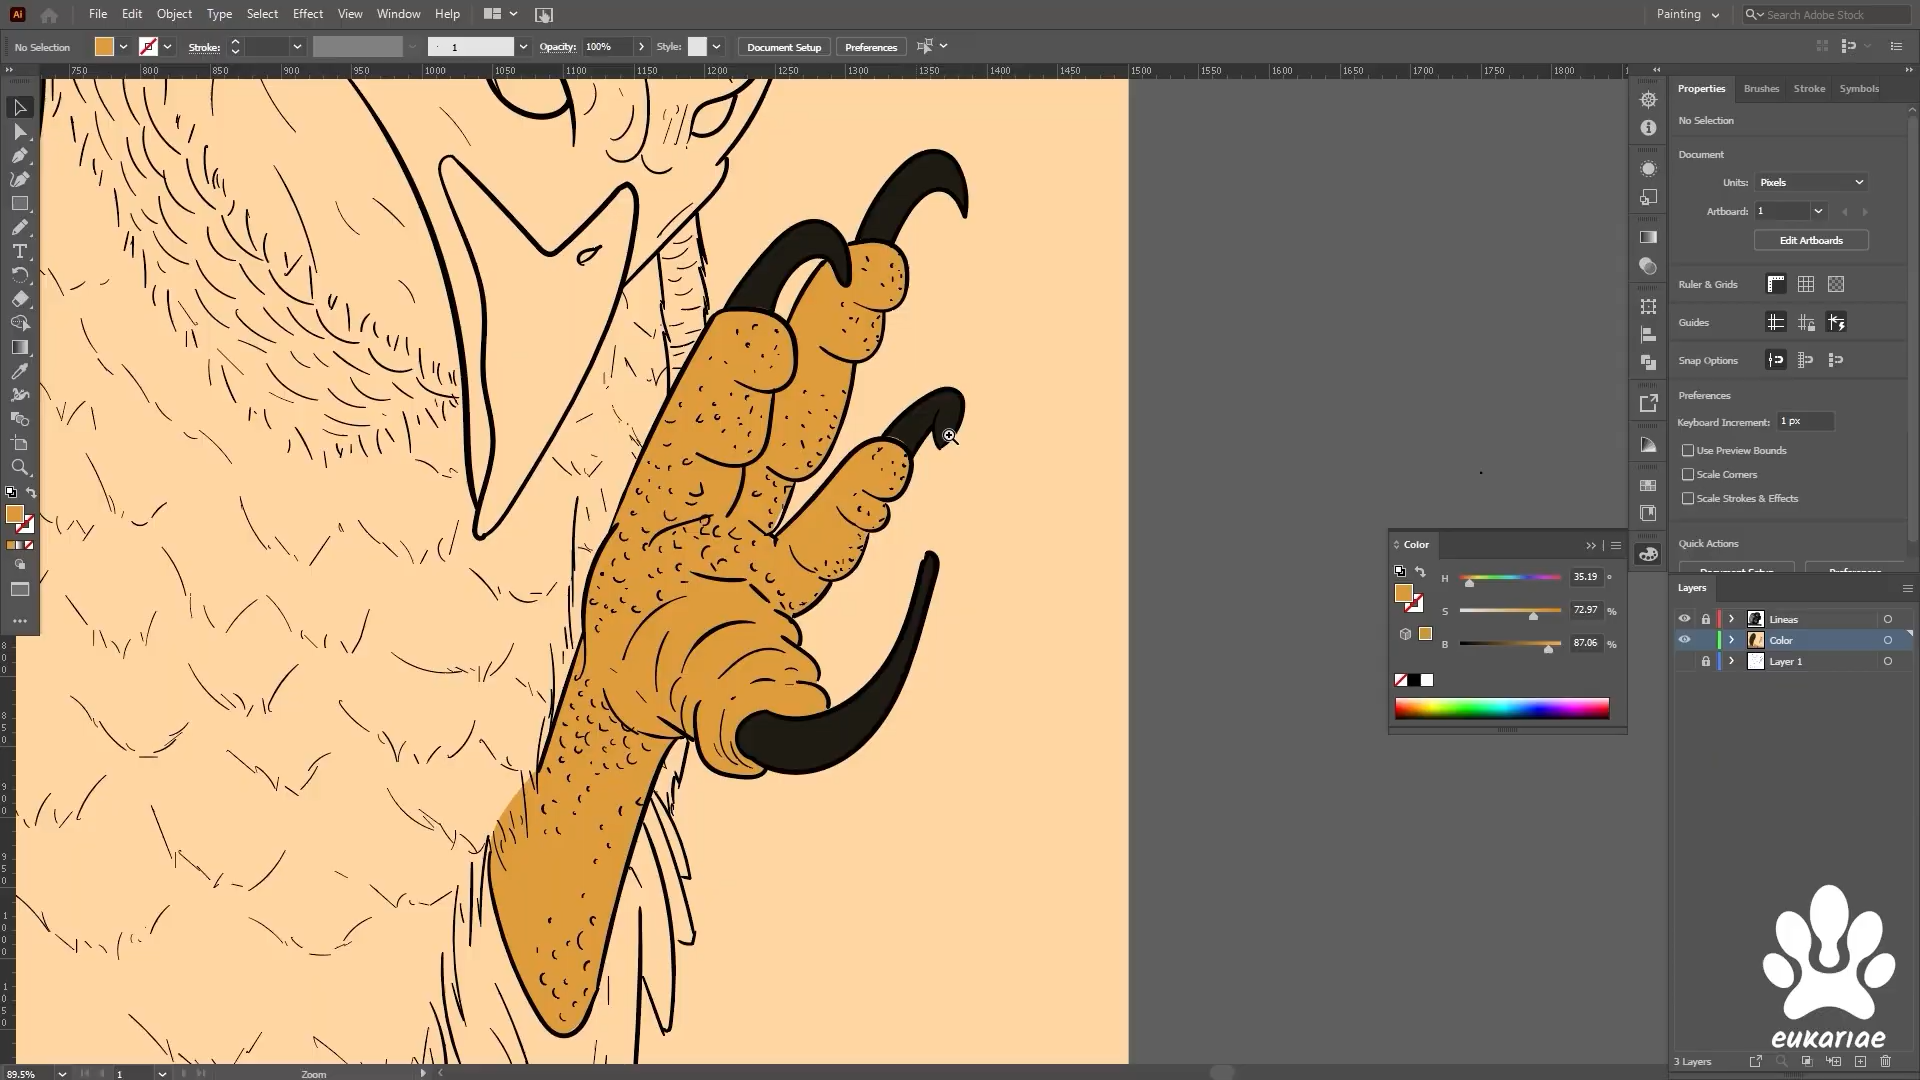 Ai File Edit Object Type Select Effect View Window Help Painting Search Adobe Stock
No Selection Stroke: 1 Opacity: 100% Style: Document Setup Preferences
750 800 850 900 950 1000 1050 1100 1150 1200 1250 1300 1350 1400 1450 1500 1550 1600 1650 1700 1750 1800
Properties Brushes Stroke Symbols
No Selection
Document
Units: Pixels
Artboard: 1
Edit Artboards
Ruler & Grids
Guides
Snap Options
Preferences
Keyboard Increment: 1 px
Use Preview Bounds
Scale Corners
Scale Strokes & Effects
Quick Actions
Document Setup Preferences
Color
H 35.19 °
S 72.97 %
B 87.06 %
Layers
Lineas
Color
Layer 1
eukariae
3 Layers
89.5% 1 Zoom